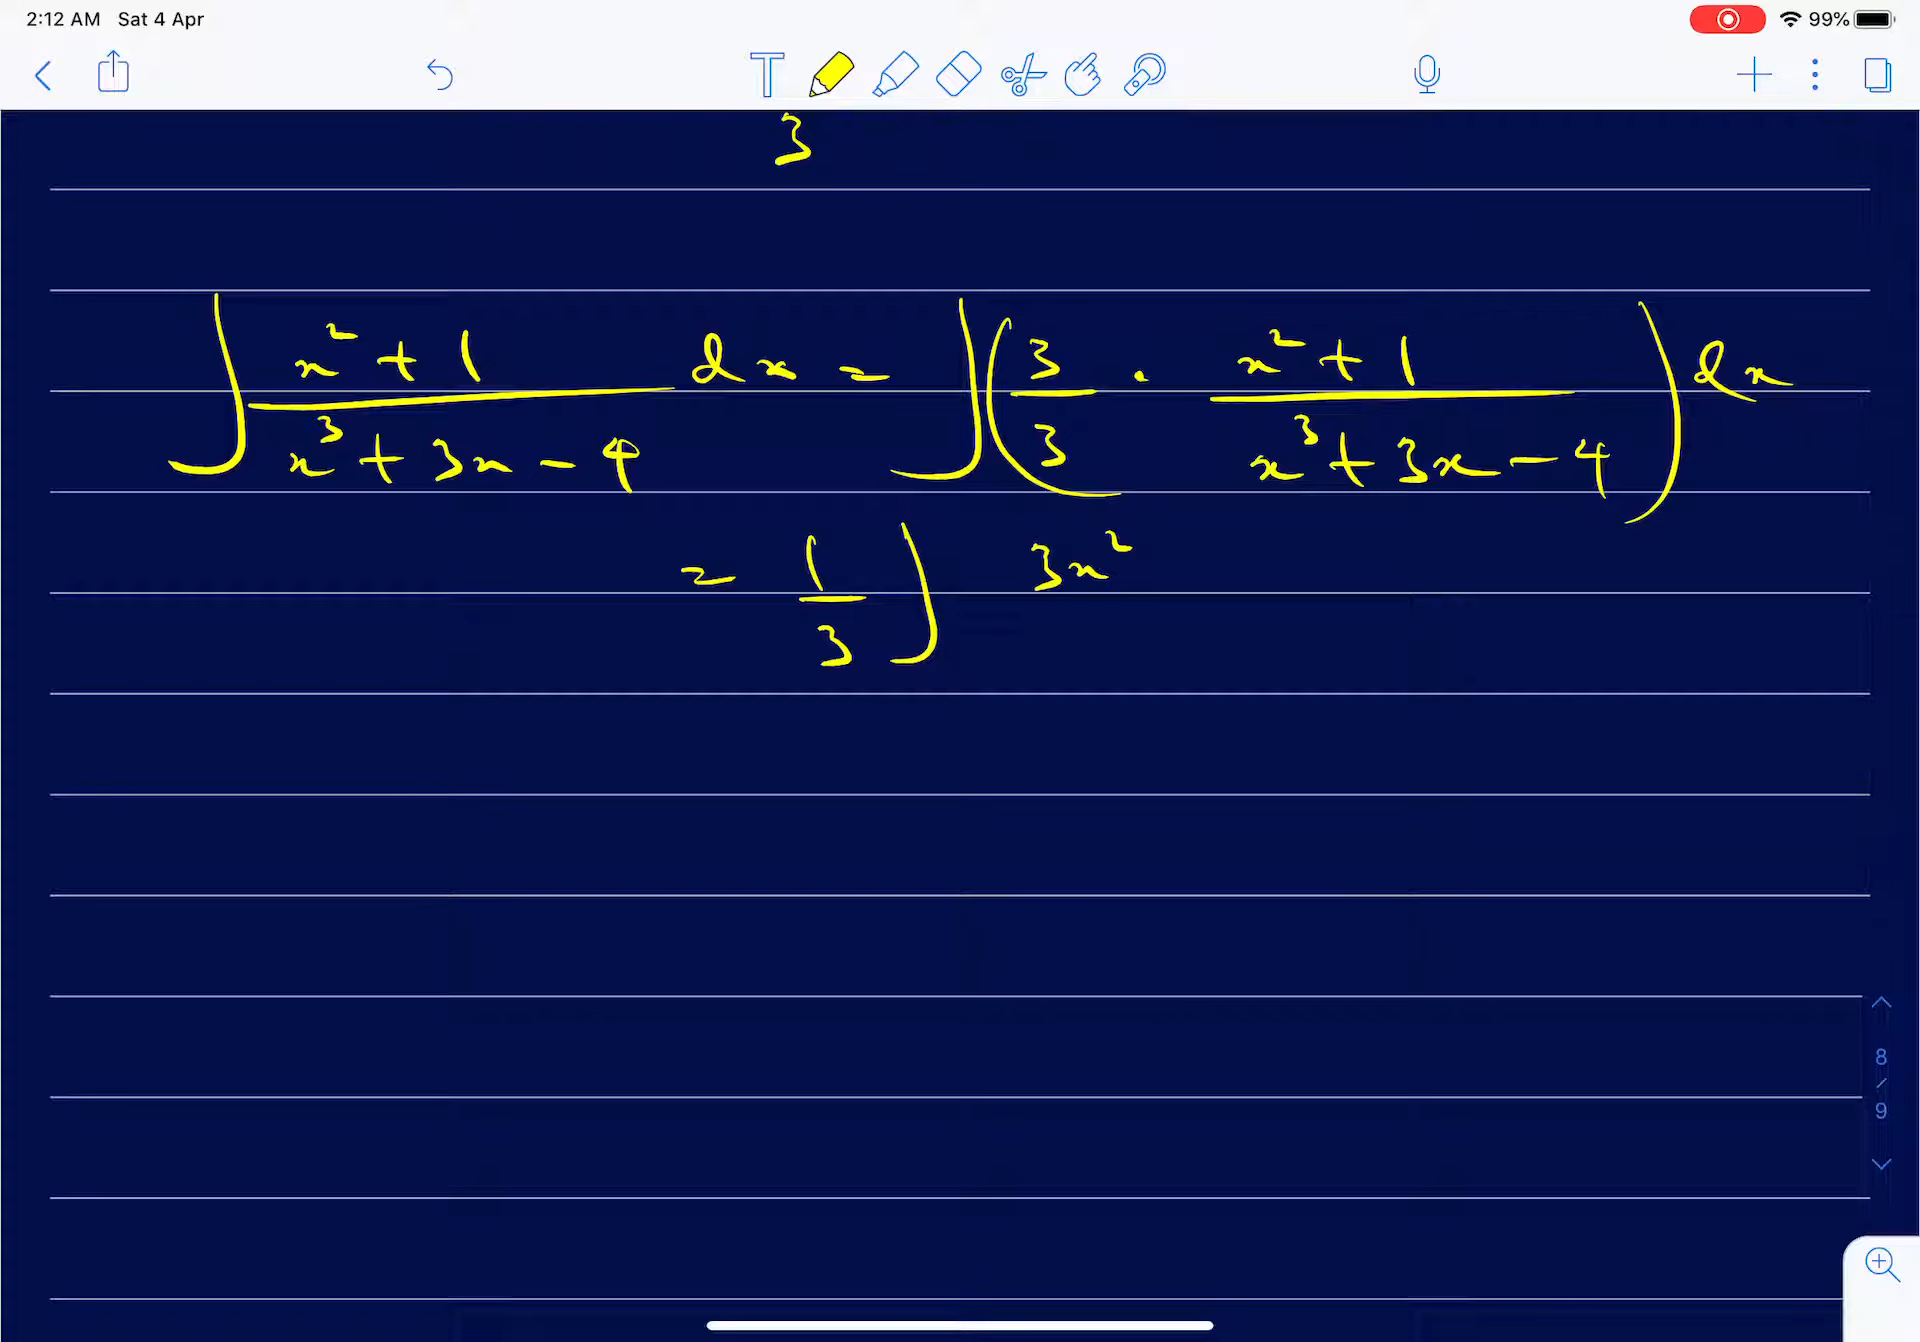 2:12 AM Sat 4 Apr 99%
T
3
∫ x²+1 / x³+3x-4 dx = ∫ ( 3/3 · x²+1 / x³+3x-4 ) dx
= 1/3 ∫ 3x²
8
/
9